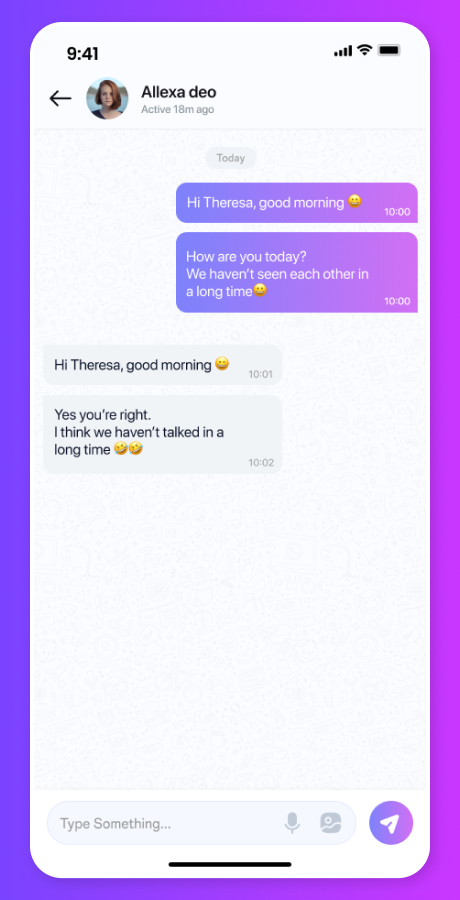 9:41
Allexa deo
Active 18m ago
Today
Hi Theresa, good morning 😀
10:00
How are you today?
We haven’t seen each other in
a long time😀
10:00
Hi Theresa, good morning 😀
10:01
Yes you’re right.
I think we haven’t talked in a
long time 🤣🤣
10:02
Type Something...